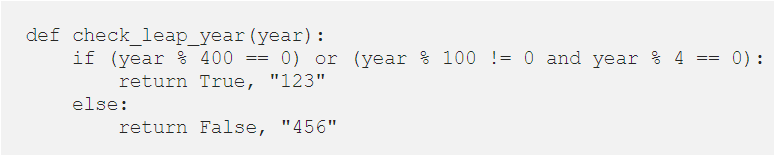 def check_leap_year(year):
    if (year % 400 == 0) or (year % 100 != 0 and year % 4 == 0):
        return True, "123"
    else:
        return False, "456"